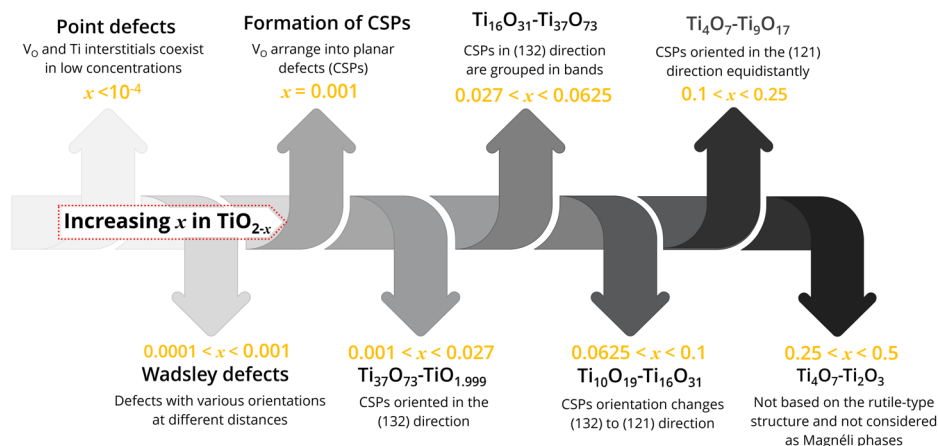 Point defects
V₀ and Ti interstitials coexist
in low concentrations
x <10⁻⁴
Formation of CSPs
V₀ arrange into planar
defects (CSPs)
x = 0.001
Ti₁₆O₃₁-Ti₃₇O₇₃
CSPs in (132) direction
are grouped in bands
0.027 < x < 0.0625
Ti₄O₇-Ti₉O₁₇
CSPs oriented in the (121)
direction equidistantly
0.1 < x < 0.25
Increasing x in TiO₂₋ₓ
0.0001 < x < 0.001
Wadsley defects
Defects with various orientations
at different distances
0.001 < x < 0.027
Ti₃₇O₇₃-TiO₁.₉₉₉
CSPs oriented in the
(132) direction
0.0625 < x < 0.1
Ti₁₀O₁₉-Ti₁₆O₃₁
CSPs orientation changes
(132) to (121) direction
0.25 < x < 0.5
Ti₄O₇-Ti₂O₃
Not based on the rutile-type
structure and not considered
as Magnéli phases